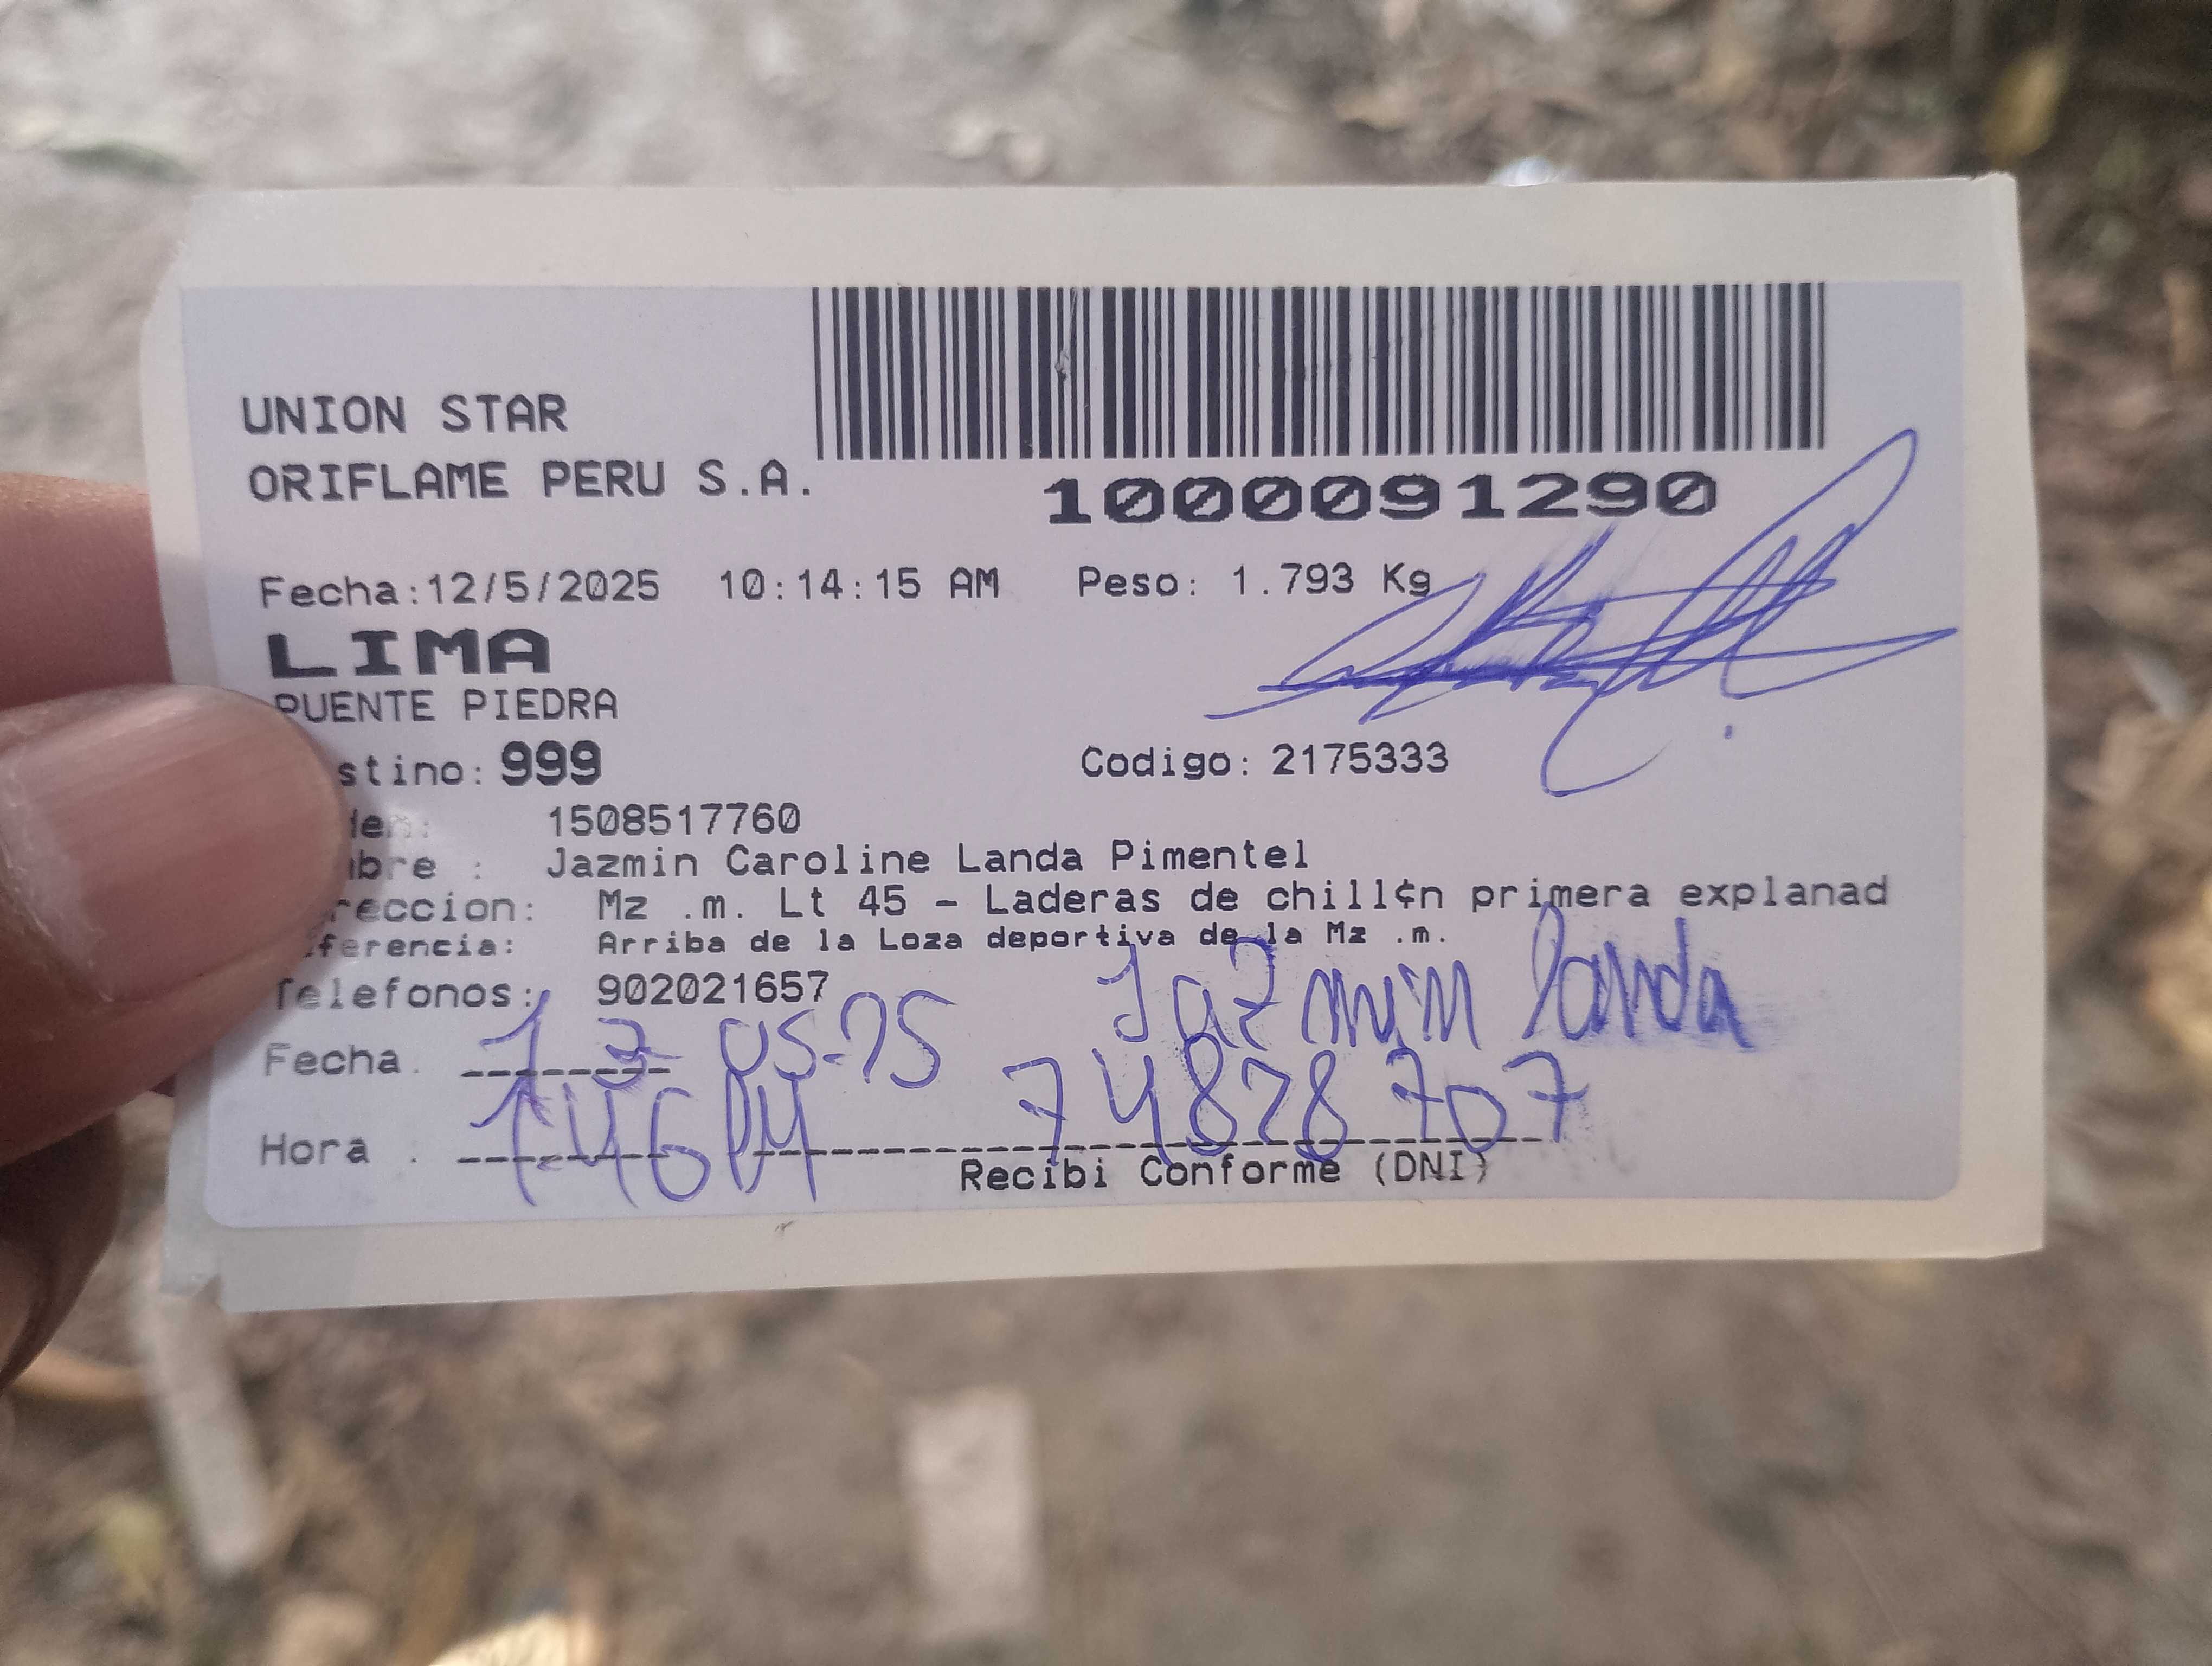 UNION STAR
ORIFLAME PERU S.A.
1000091290
Fecha:12/5/2025 10:14:15 AM Peso: 1.793 Kg
LIMA
PUENTE PIEDRA
stino: 999 Codigo: 2175333
den: 1508517760
mbre : Jazmin Caroline Landa Pimentel
reccion: Mz .m. Lt 45 - Laderas de chill¢n primera explanad
ferencia: Arriba de la Loza deportiva de la Mz .m.
Telefonos: 902021657
Jazmin landa
Fecha. 13 05-25
74828707
Hora .
Recibi Conforme (DNI)